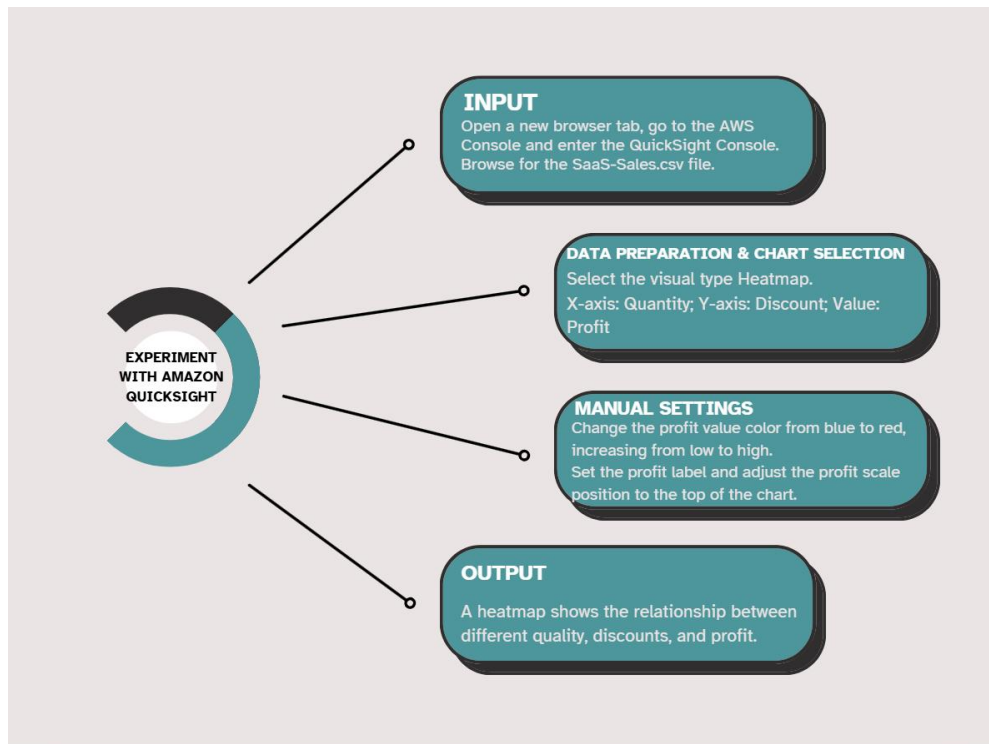 INPUT
Open a new browser tab, go to the AWS
Console and enter the QuickSight Console.
Browse for the SaaS-Sales.csv file.
DATA PREPARATION & CHART SELECTION
Select the visual type Heatmap.
X-axis: Quantity; Y-axis: Discount; Value:
Profit
EXPERIMENT
WITH AMAZON
QUICKSIGHT
MANUAL SETTINGS
Change the profit value color from blue to red,
increasing from low to high.
Set the profit label and adjust the profit scale
position to the top of the chart.
OUTPUT
A heatmap shows the relationship between
different quality, discounts, and profit.